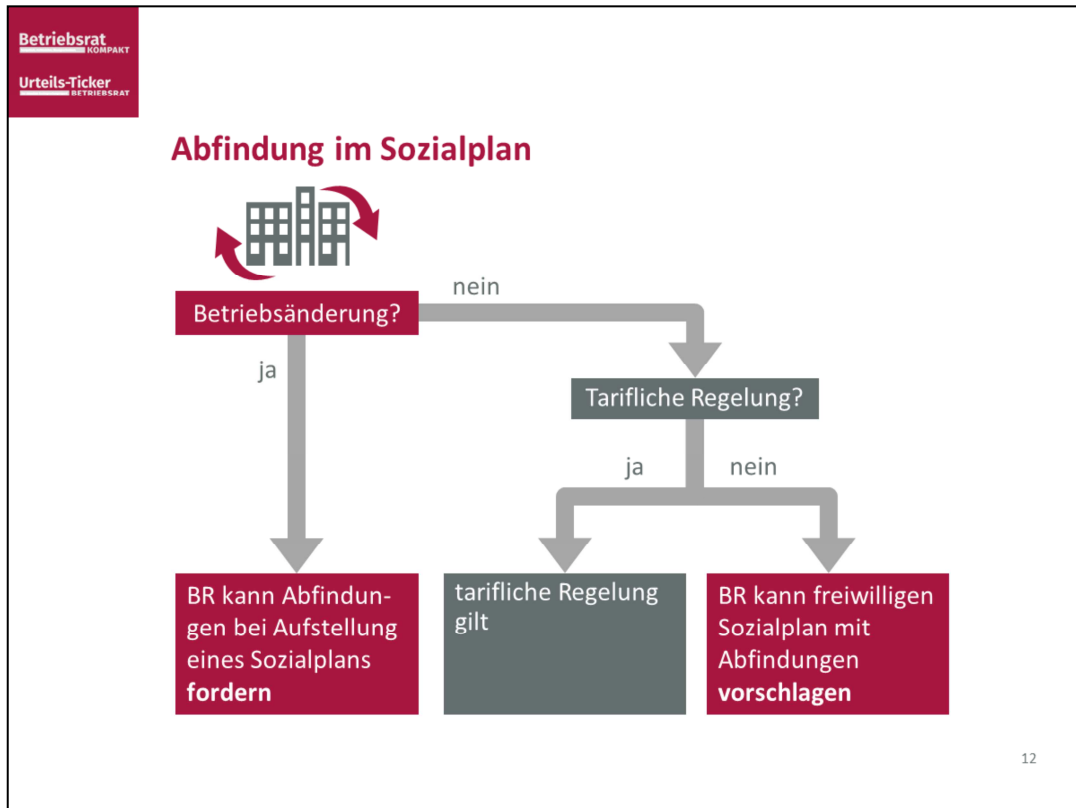 Betriebsrat
KOMPAKT
Urteils-Ticker
BETRIEBSRAT
Abfindung im Sozialplan
nein
Betriebsänderung?
ja
Tarifliche Regelung?
ja
nein
BR kann Abfindun-
gen bei Aufstellung
eines Sozialplans
fordern
tarifliche Regelung
gilt
BR kann freiwilligen
Sozialplan mit
Abfindungen
vorschlagen
12